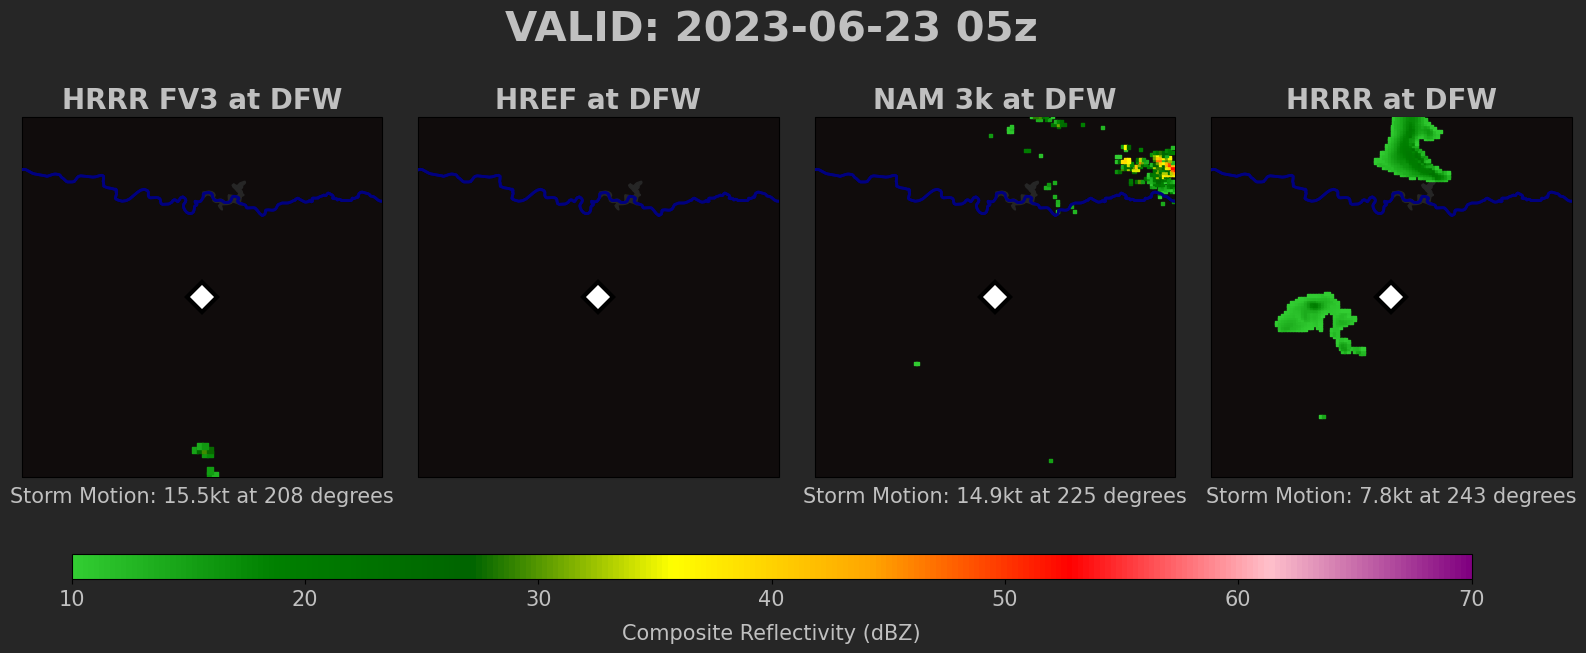 VALID: 2023-06-23 05z
HRRR FV3 at DFW
HREF at DFW
NAM 3k at DFW
HRRR at DFW
Storm Motion: 15.5kt at 208 degrees
Storm Motion: 14.9kt at 225 degrees
Storm Motion: 7.8kt at 243 degrees
10 20 30 40 50 60 70
Composite Reflectivity (dBZ)